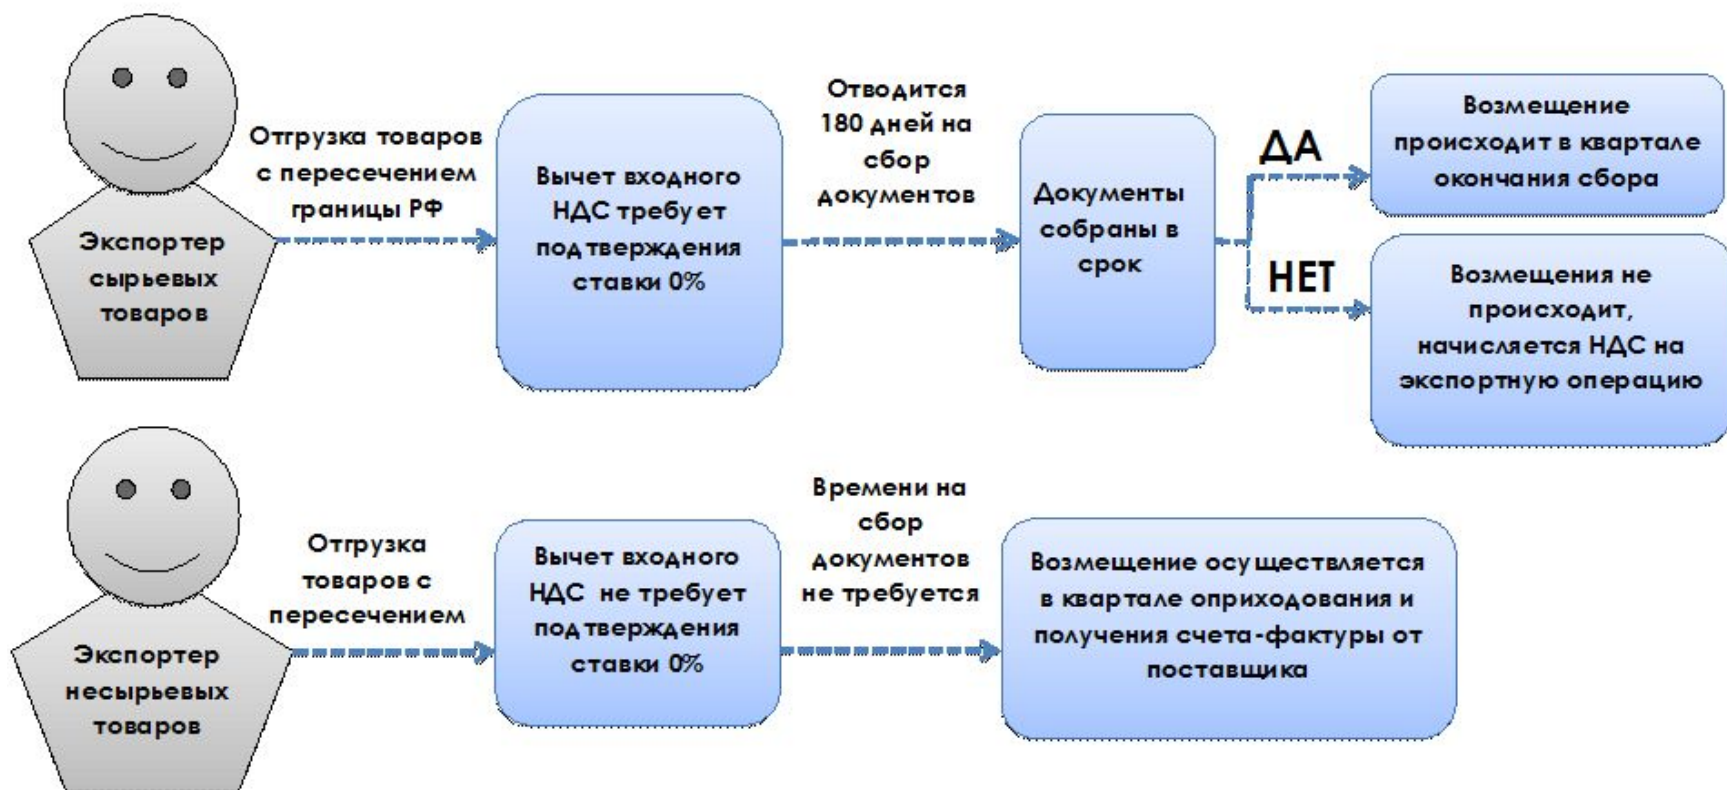 Экспортер
сырьевых
товаров
Отгрузка товаров
с пересечением
границы РФ
Вычет входного
НДС требует
подтверждения
ставки 0%
Отводится
180 дней на
сбор
документов
Документы
собраны в
срок
ДА
Возмещение
происходит в квартале
окончания сбора
НЕТ
Возмещения не
происходит,
начисляется НДС на
экспортную операцию
Экспортер
несырьевых
товаров
Отгрузка
товаров с
пересечением
Вычет входного
НДС не требует
подтверждения
ставки 0%
Времени на
сбор
документов
не требуется
Возмещение осуществляется
в квартале оприходования и
получения счета-фактуры от
поставщика